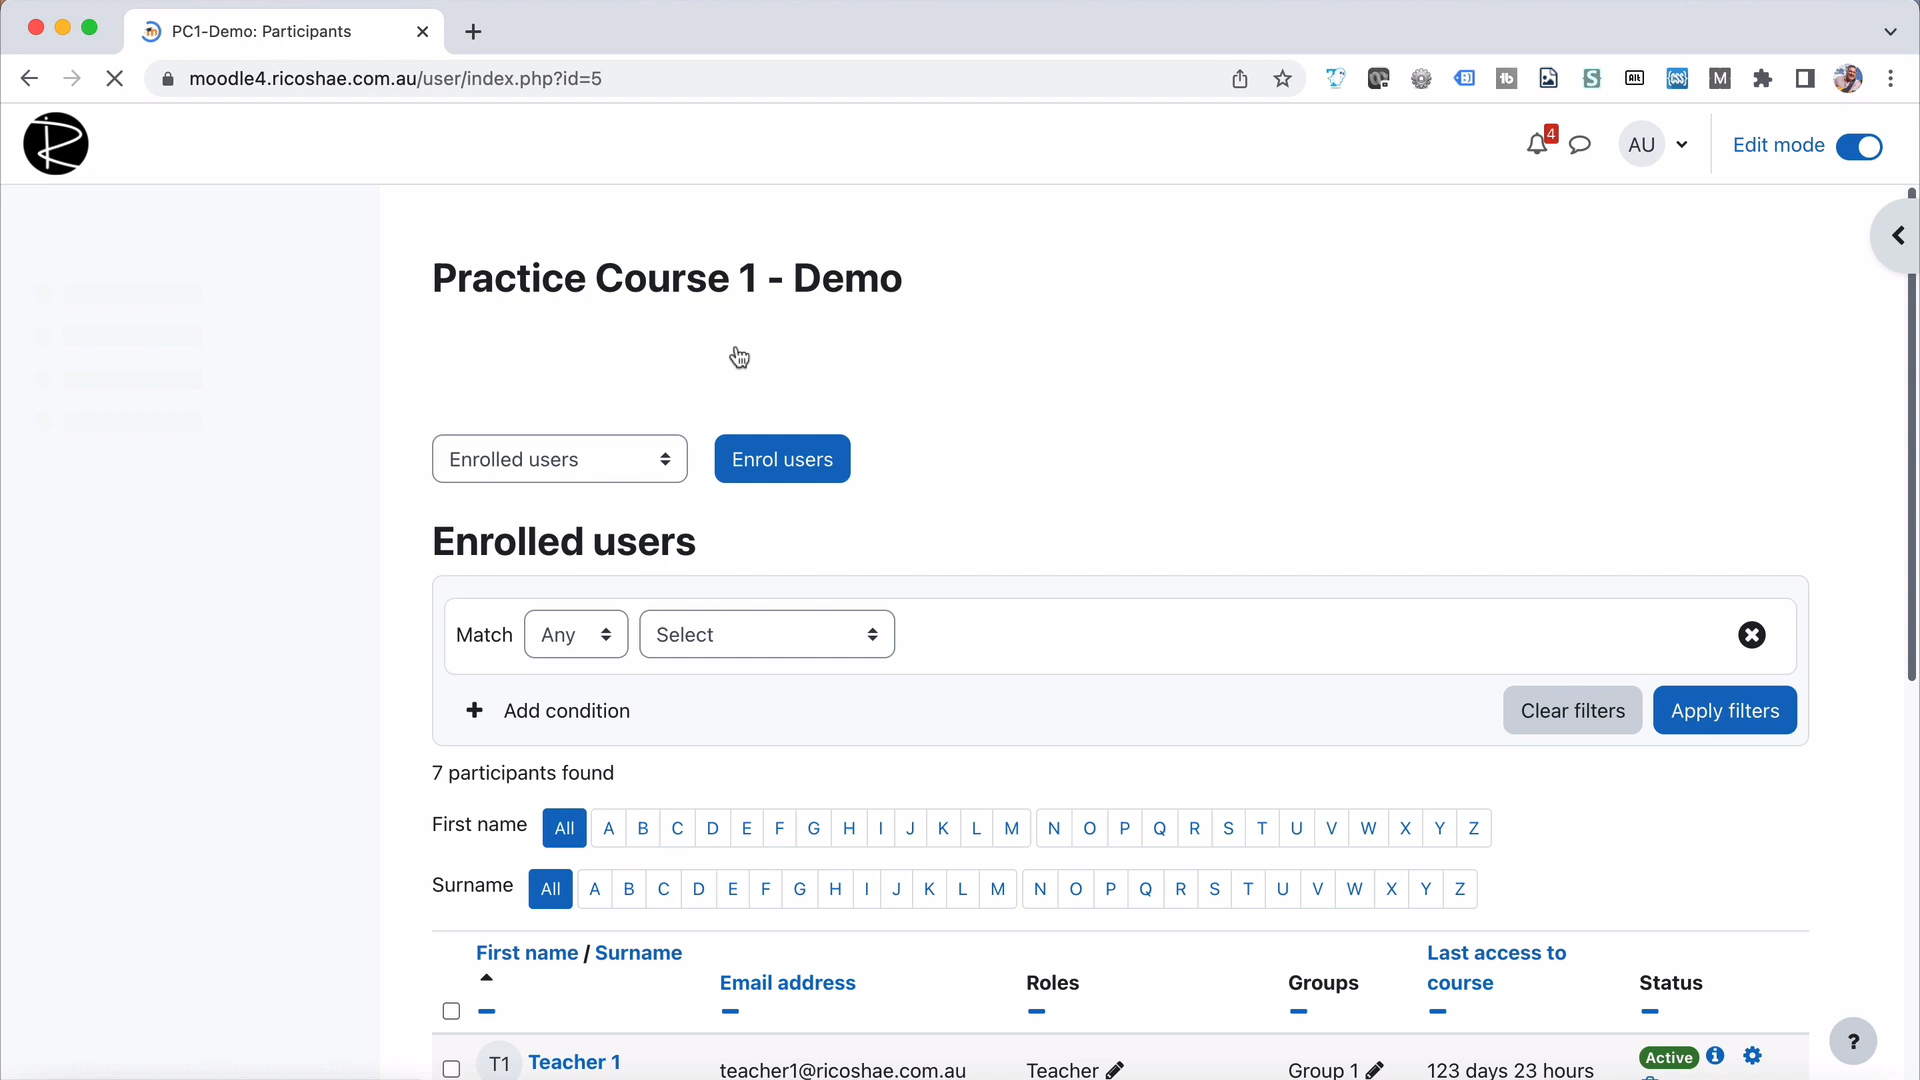 PC1-Demo: Participants
moodle4.ricoshae.com.au/user/index.php?id=5
4
AU
Edit mode
Practice Course 1 - Demo
Enrolled users
Enrol users
Enrolled users
Match Any Select
Add condition
Clear filters
Apply filters
7 participants found
First name All A B C D E F G H I J K L M N O P Q R S T U V W X Y Z
Surname All A B C D E F G H I J K L M N O P Q R S T U V W X Y Z
First name / Surname
Email address
Roles
Groups
Last access to
course
Status
T1 Teacher 1
teacher1@ricoshae.com.au
Teacher
Group 1
123 days 23 hours
Active
?